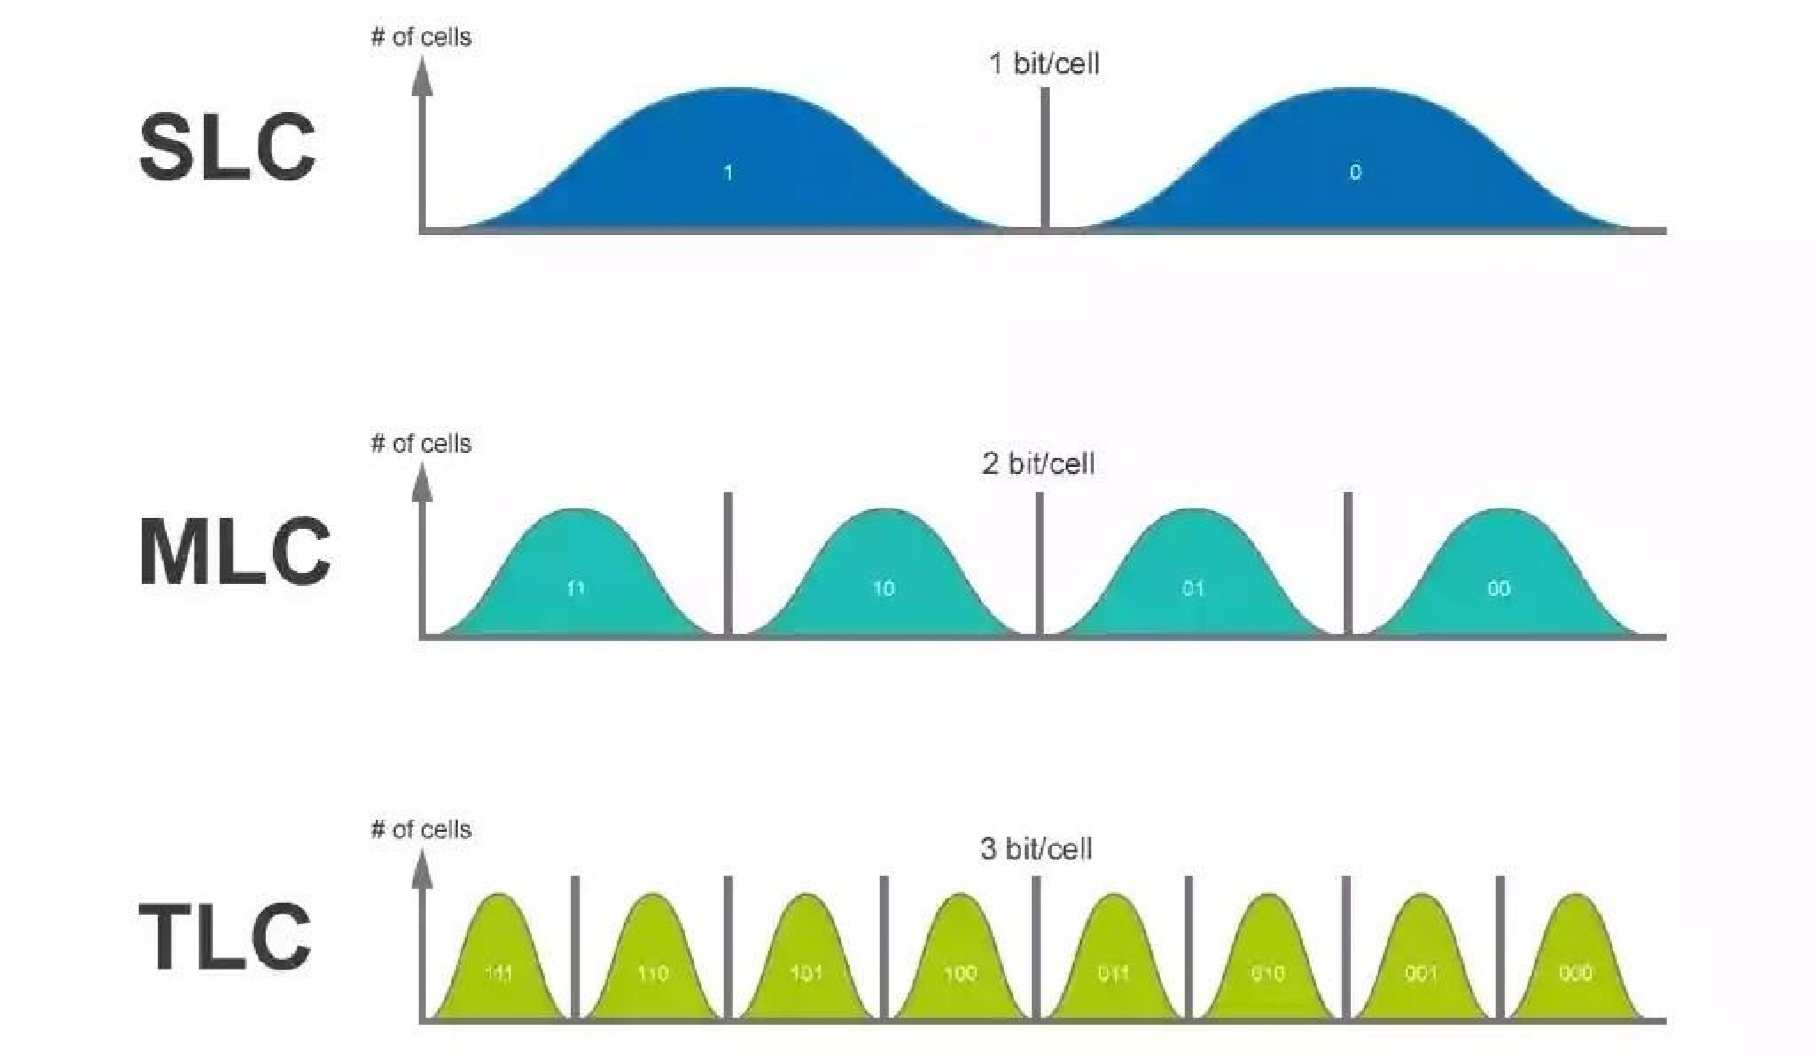 # of cells
1 bit/cell
SLC
1
0
# of cells
2 bit/cell
MLC
11
10
01
00
# of cells
3 bit/cell
TLC
111
110
101
100
011
010
001
000